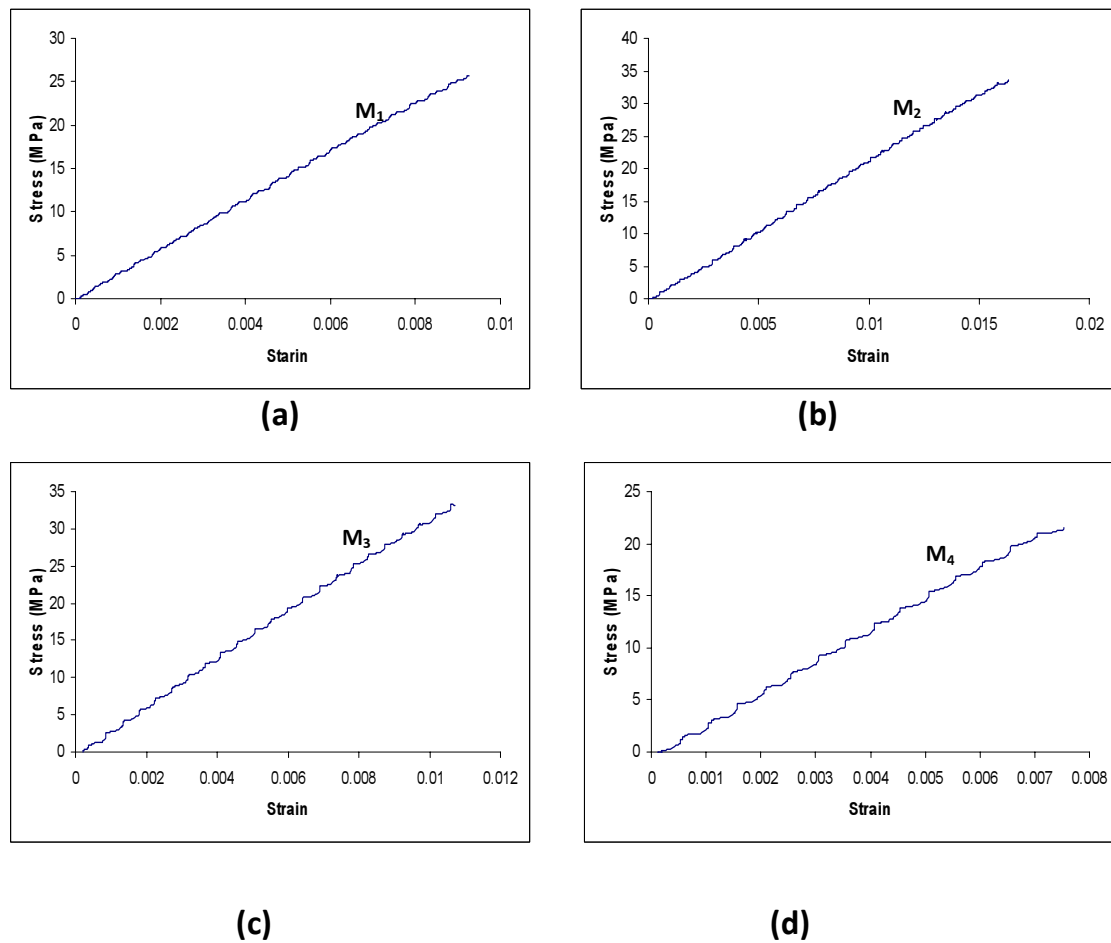 30
25
20
15
10
5
0
Stress (MPa)
M₁
0 0.002 0.004 0.006 0.008 0.01
Starin
(a)
40
35
30
25
20
15
10
5
0
Stress (Mpa)
M₂
0 0.005 0.01 0.015 0.02
Strain
(b)
35
30
25
20
15
10
5
0
Stress (MPa)
M₃
0 0.002 0.004 0.006 0.008 0.01 0.012
Strain
(c)
25
20
15
10
5
0
Stress (MPa)
M₄
0 0.001 0.002 0.003 0.004 0.005 0.006 0.007 0.008
Strain
(d)